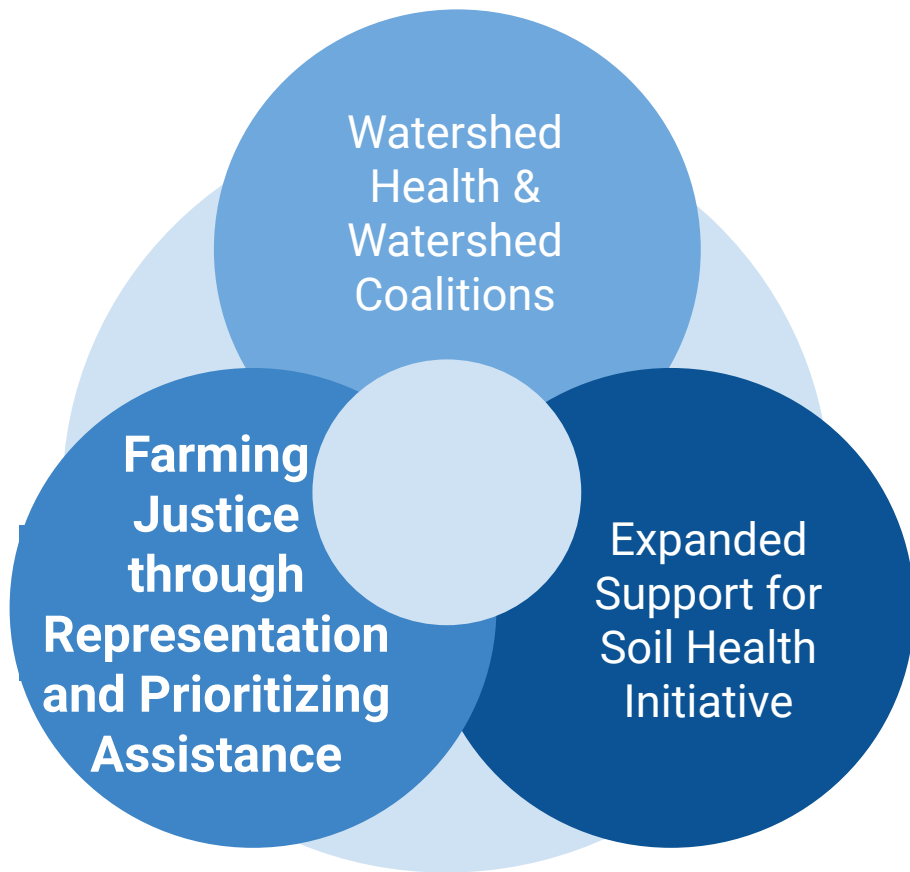 Watershed
Health &
Watershed
Coalitions
Farming
Justice
through
Representation
and Prioritizing
Assistance
Expanded
Support for
Soil Health
Initiative